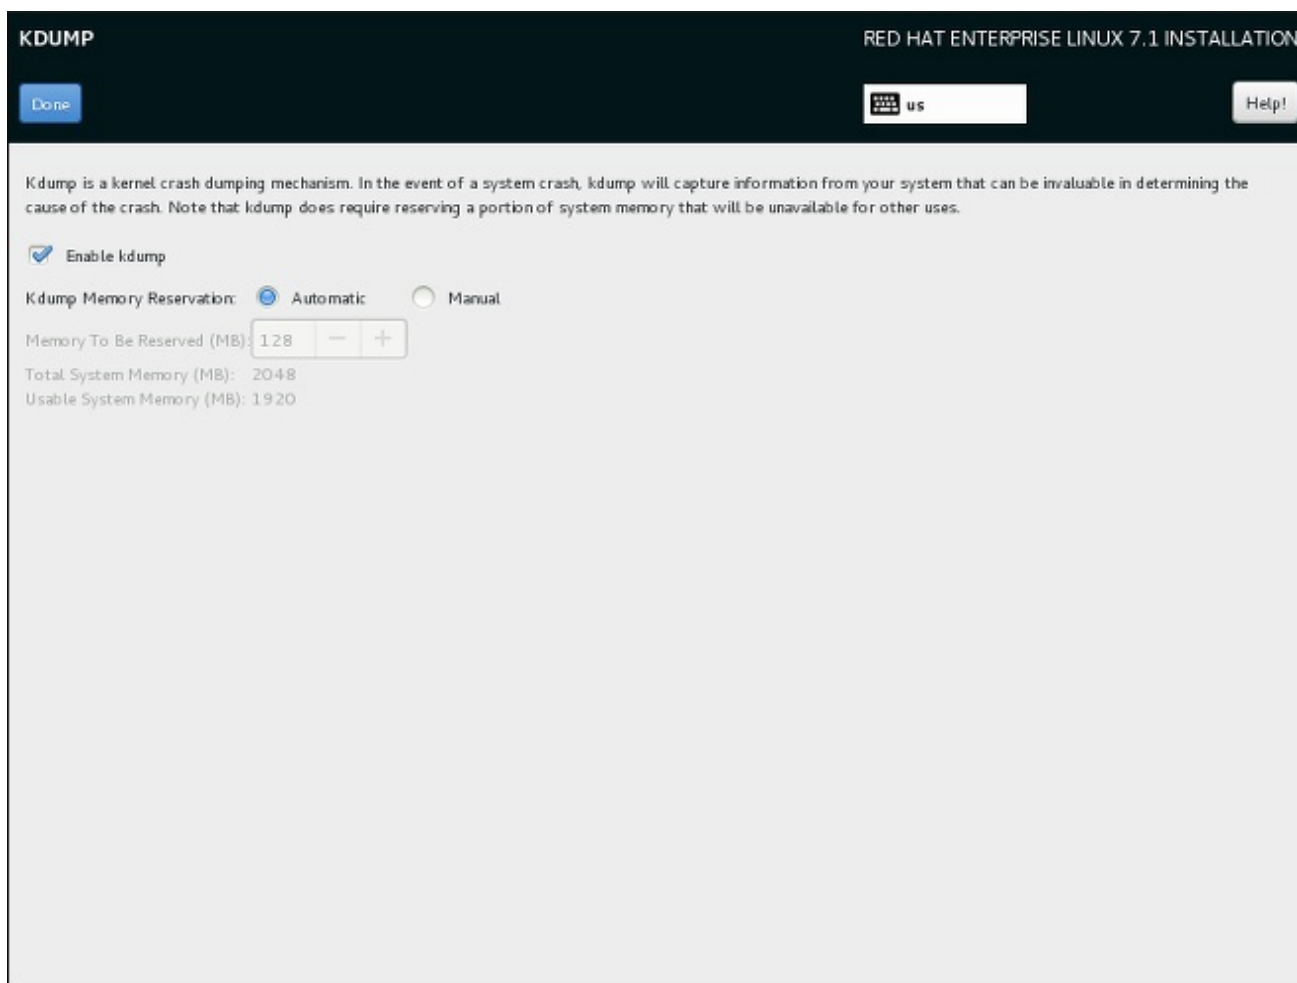 KDUMP
RED HAT ENTERPRISE LINUX 7.1 INSTALLATION
Done
us
Help!
Kdump is a kernel crash dumping mechanism. In the event of a system crash, kdump will capture information from your system that can be invaluable in determining the
cause of the crash. Note that kdump does require reserving a portion of system memory that will be unavailable for other uses.
Enable kdump
Kdump Memory Reservation: Automatic Manual
Memory To Be Reserved (MB): 128 − +
Total System Memory (MB): 2048
Usable System Memory (MB): 1920